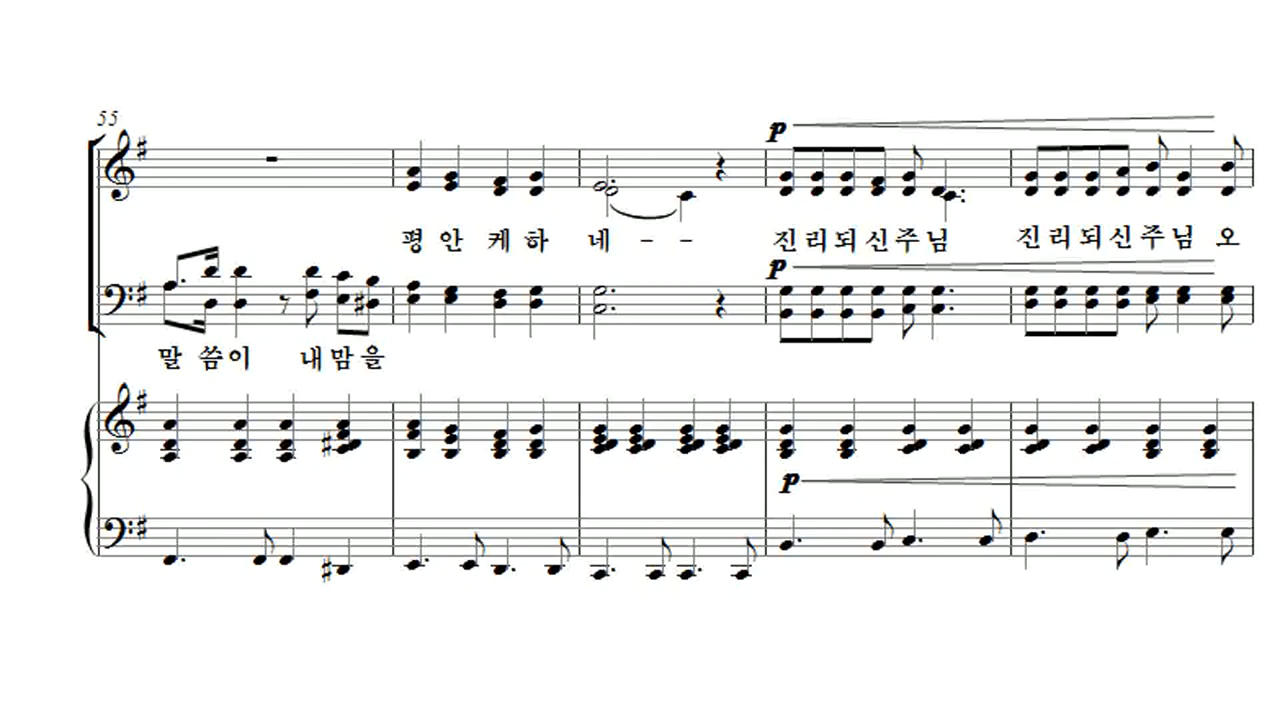 55
p
평 안 케 하 네 - - 진 리 되 신 주 님 진 리 되 신 주 님 오
p
말 씀 이 내 맘 을
p